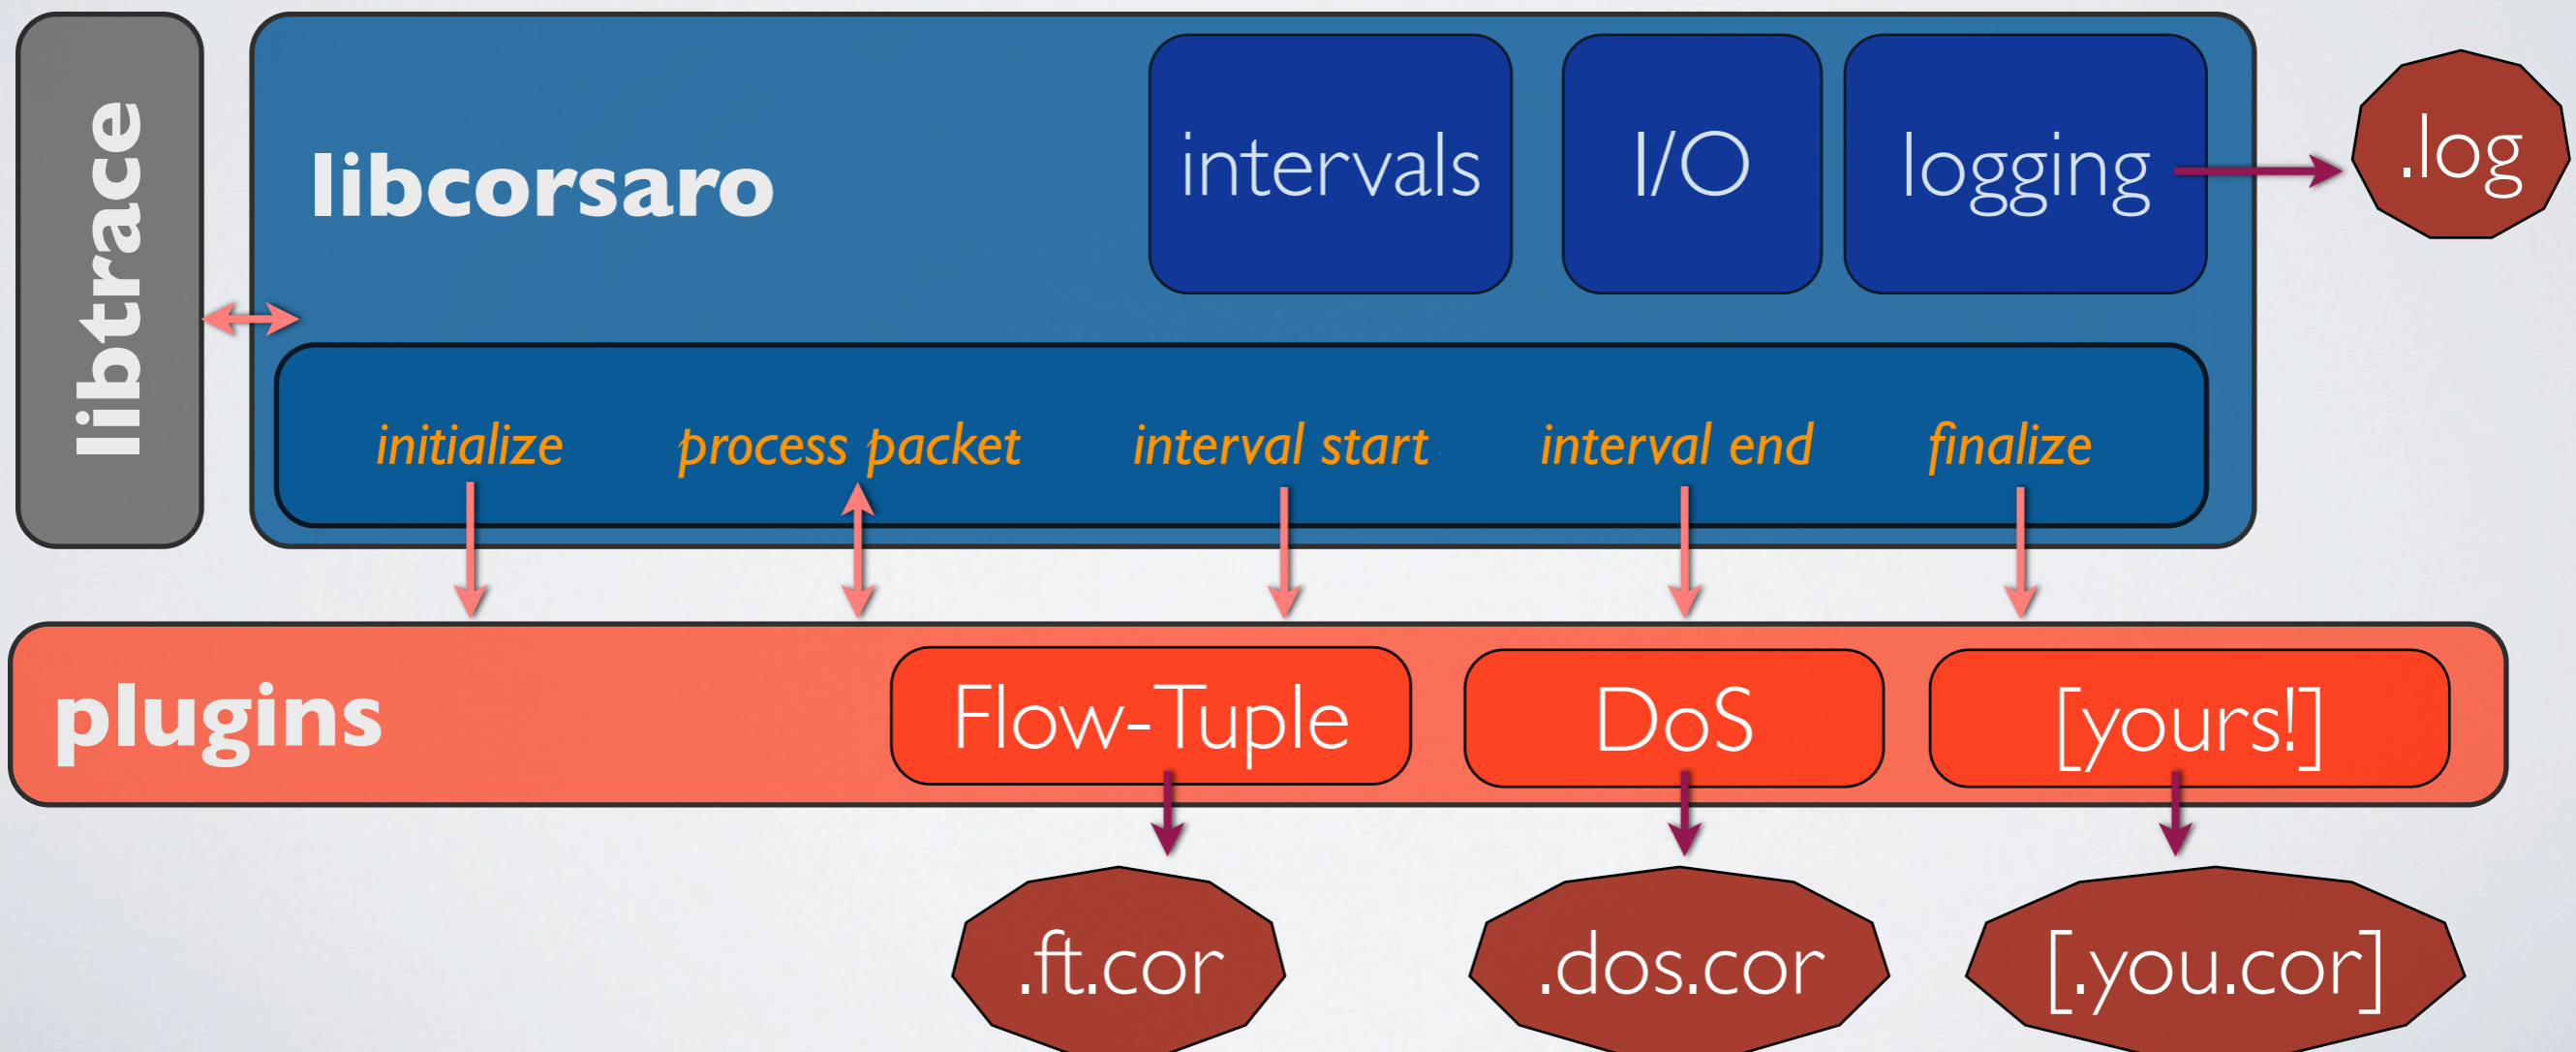 libtrace
libcorsaro
intervals
I/O
logging
.log
initialize
process packet
interval start
interval end
finalize
plugins
Flow-Tuple
DoS
[yours!]
.ft.cor
.dos.cor
[.you.cor]